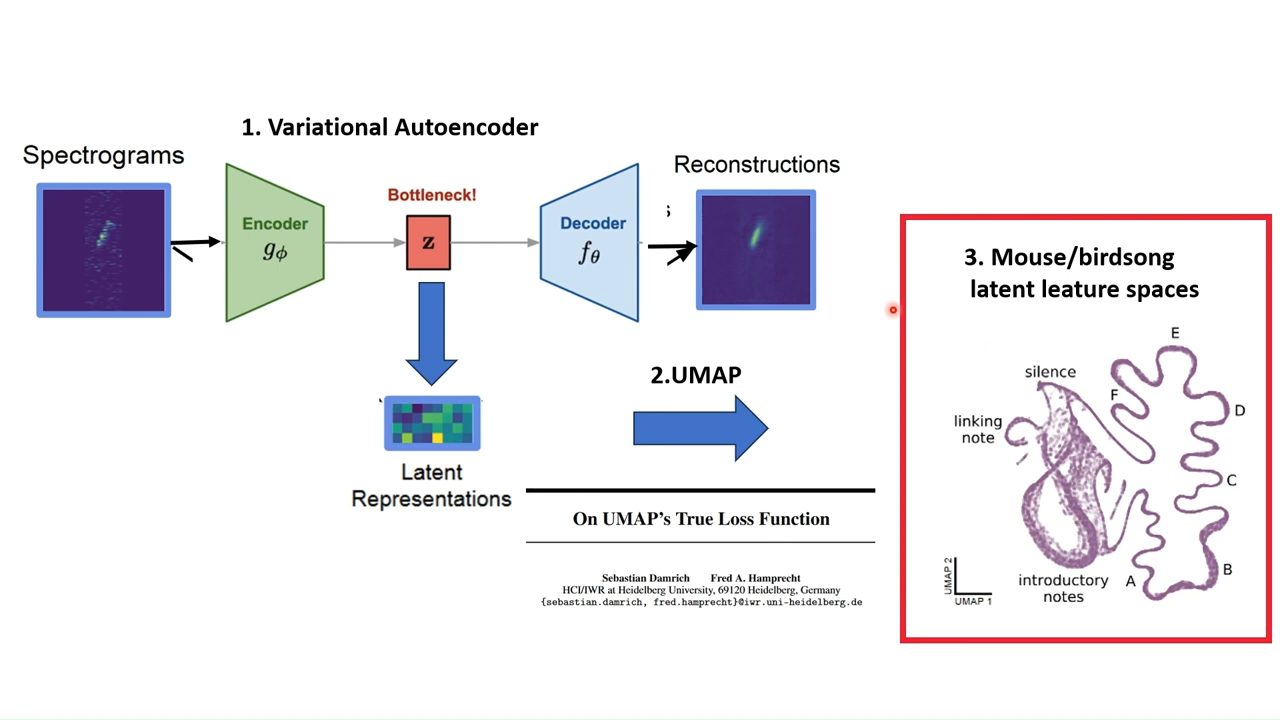 1. Variational Autoencoder
Spectrograms
Encoder
gϕ
Bottleneck!
z
Decoder
fθ
Reconstructions
Latent
Representations
2.UMAP
On UMAP's True Loss Function
Sebastian Damrich Fred A. Hamprecht
HCI/IWR at Heidelberg University, 69120 Heidelberg, Germany
{sebastian.damrich, fred.hamprecht}@iwr.uni-heidelberg.de
3. Mouse/birdsong
latent leature spaces
E
silence
F
D
linking
note
C
B
A
introductory
notes
UMAP 2
UMAP 1